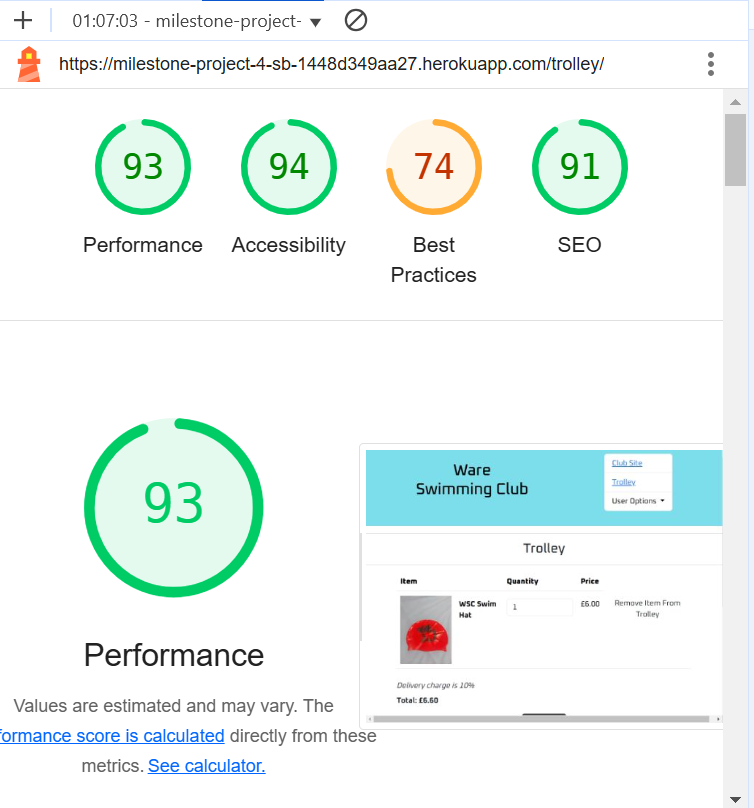 01:07:03 - milestone-project-
https://milestone-project-4-sb-1448d349aa27.herokuapp.com/trolley/
93 94 74 91
Performance Accessibility Best Practices SEO
93
Performance
Values are estimated and may vary. The
formance score is calculated directly from these
metrics. See calculator.
Ware
Swimming Club
Club Site
Trolley
User Options
Trolley
Item Quantity Price
WSC Swim Hat 1 £6.00 Remove Item From Trolley
Delivery charge is 10%
Total: £6.60